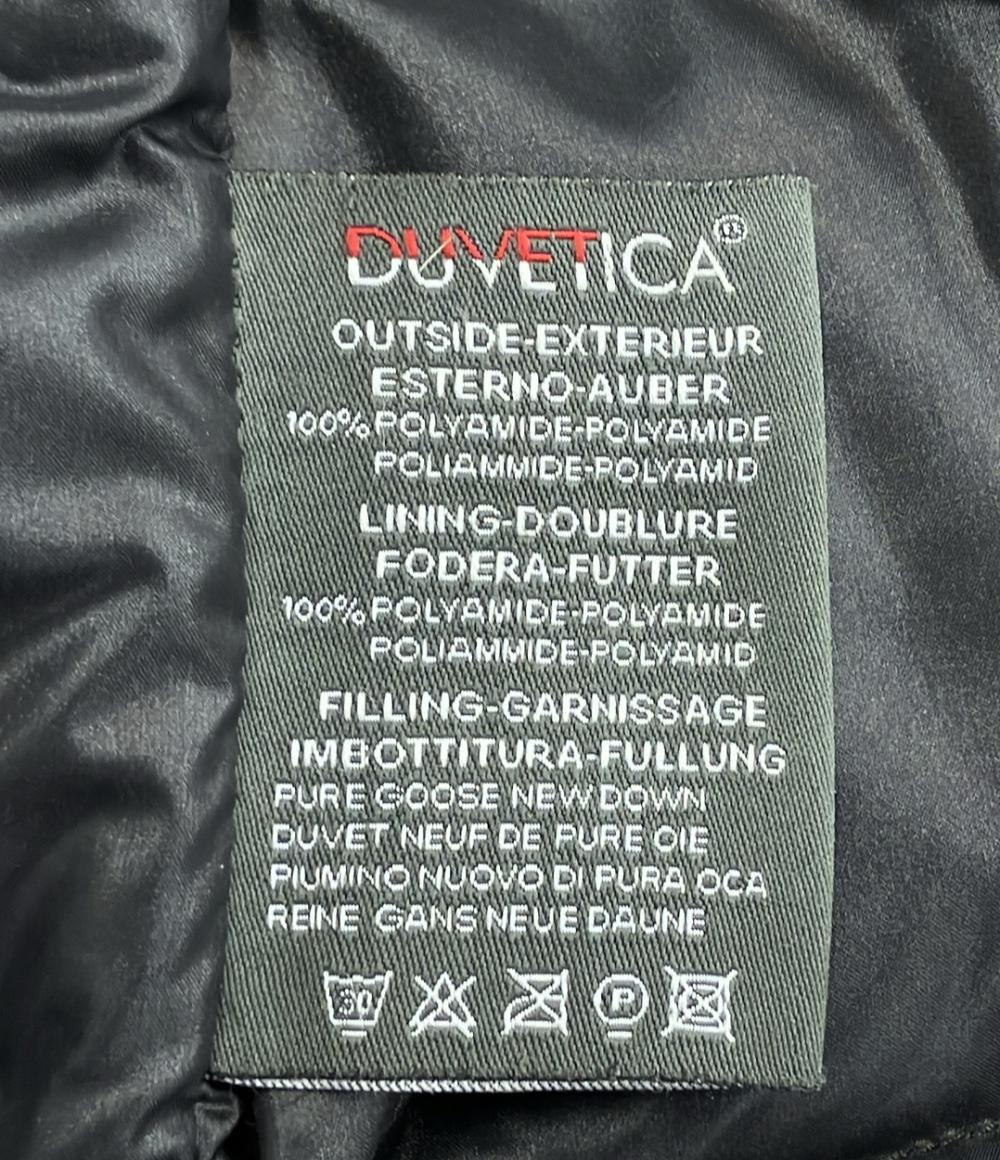 DUVETICA®
OUTSIDE-EXTERIEUR
ESTERNO-AUBER
100% POLYAMIDE-POLYAMIDE
POLIAMMIDE-POLYAMID
LINING-DOUBLURE
FODERA-FUTTER
100% POLYAMIDE-POLYAMIDE
POLIAMMIDE-POLYAMID
FILLING-GARNISSAGE
IMBOTTITURA-FULLUNG
PURE GOOSE NEW DOWN
DUVET NEUF DE PURE OIE
PIUMINO NUOVO DI PURA OCA
REINE GANS NEUE DAUNE
30 P